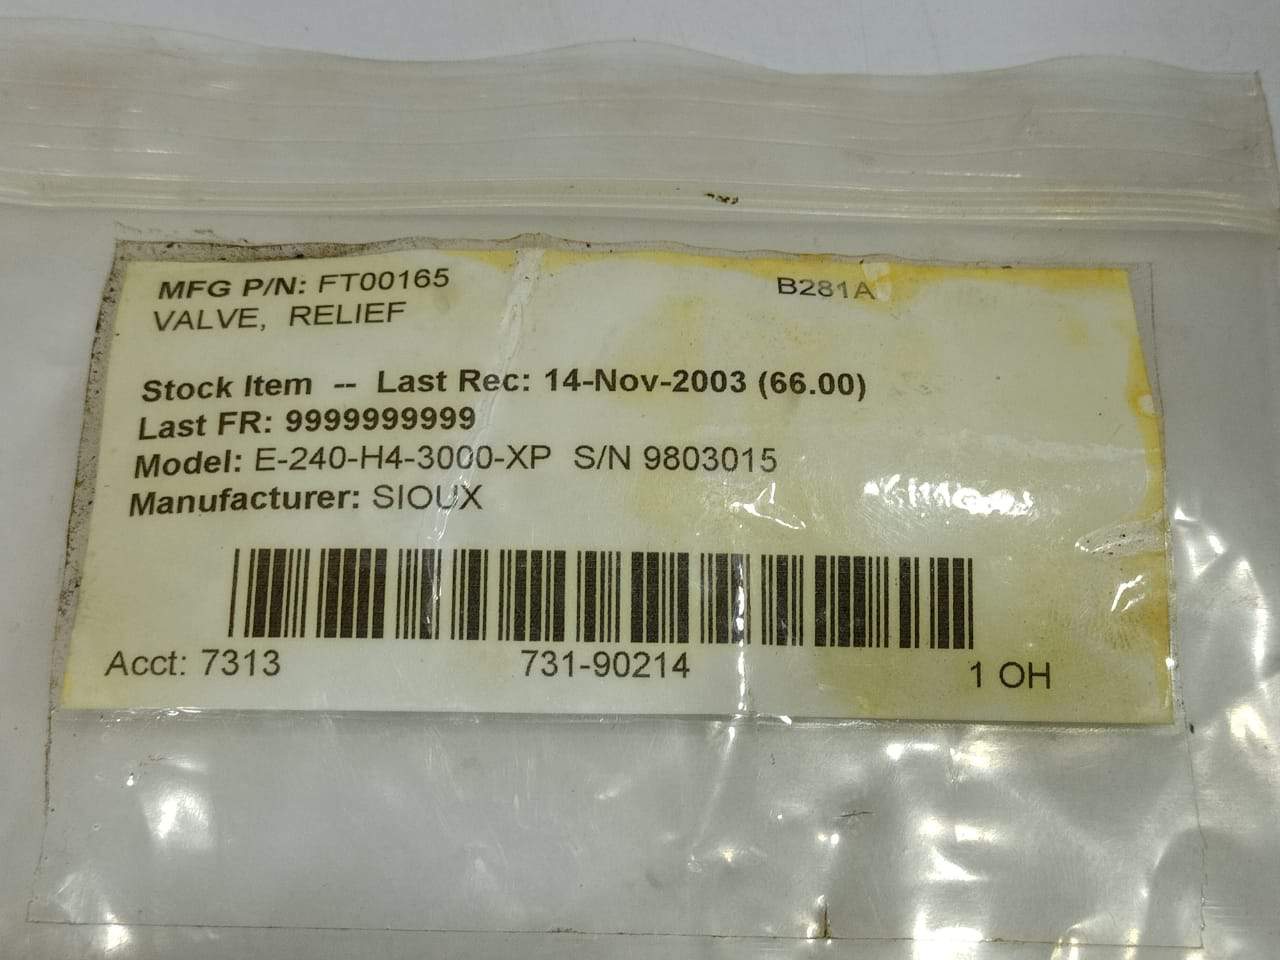 MFG P/N: FT00165 B281A
VALVE, RELIEF
Stock Item -- Last Rec: 14-Nov-2003 (66.00)
Last FR: 9999999999
Model: E-240-H4-3000-XP S/N 9803015
Manufacturer: SIOUX
Acct: 7313 731-90214 1 OH